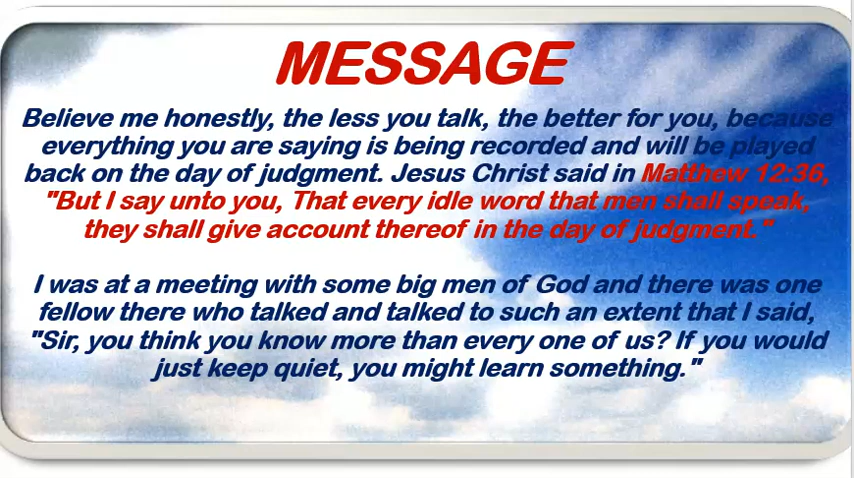 MESSAGE
Believe me honestly, the less you talk, the better for you, because
everything you are saying is being recorded and will be played
back on the day of judgment. Jesus Christ said in Matthew 12:36,
"But I say unto you, That every idle word that men shall speak,
they shall give account thereof in the day of judgment."
I was at a meeting with some big men of God and there was one
fellow there who talked and talked to such an extent that I said,
"Sir, you think you know more than every one of us? If you would
just keep quiet, you might learn something."